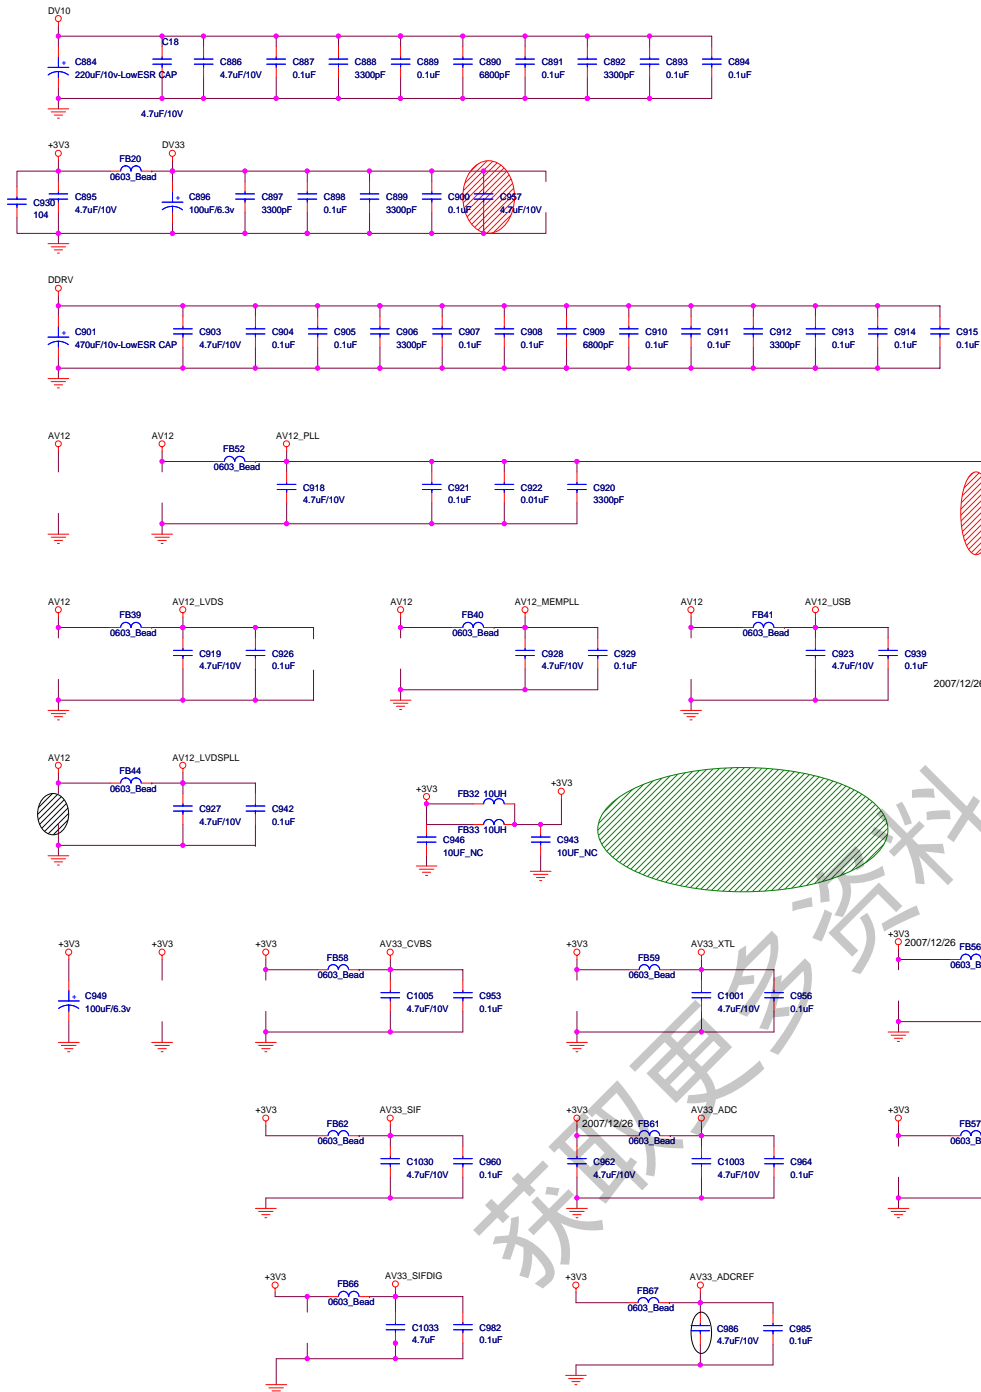 DV10
C884
220uF/10v-LowESR CAP
C18
4.7uF/10V
C886
4.7uF/10V
C887
0.1uF
C888
3300pF
C889
0.1uF
C890
6800pF
C891
0.1uF
C892
3300pF
C893
0.1uF
C894
0.1uF
+3V3
FB20
0603_Bead
DV33
C930
104
C895
4.7uF/10V
C896
100uF/6.3v
C897
3300pF
C898
0.1uF
C899
3300pF
C900
0.1uF
C957
4.7uF/10V
DDRV
C901
470uF/10v-LowESR CAP
C903
4.7uF/10V
C904
0.1uF
C905
0.1uF
C906
3300pF
C907
0.1uF
C908
0.1uF
C909
6800pF
C910
0.1uF
C911
0.1uF
C912
3300pF
C913
0.1uF
C914
0.1uF
C915
0.1uF
AV12
AV12
FB52
0603_Bead
AV12_PLL
C918
4.7uF/10V
C921
0.1uF
C922
0.01uF
C920
3300pF
AV12
FB39
0603_Bead
AV12_LVDS
C919
4.7uF/10V
C926
0.1uF
AV12
FB40
0603_Bead
AV12_MEMPLL
C928
4.7uF/10V
C929
0.1uF
AV12
FB41
0603_Bead
AV12_USB
C923
4.7uF/10V
C939
0.1uF
2007/12/26
AV12
FB44
0603_Bead
AV12_LVDSPLL
C927
4.7uF/10V
C942
0.1uF
+3V3
FB32 10UH
FB33 10UH
+3V3
C946
10UF_NC
C943
10UF_NC
+3V3
C949
100uF/6.3v
+3V3
+3V3
FB58
0603_Bead
AV33_CVBS
C1005
4.7uF/10V
C953
0.1uF
+3V3
FB59
0603_Bead
AV33_XTL
C1001
4.7uF/10V
C956
0.1uF
+3V3
2007/12/26
FB56
0603_B
+3V3
FB62
0603_Bead
AV33_SIF
C1030
4.7uF/10V
C960
0.1uF
+3V3
2007/12/26
FB61
0603_Bead
AV33_ADC
C962
4.7uF/10V
C1003
4.7uF/10V
C964
0.1uF
+3V3
FB57
0603_B
+3V3
FB66
0603_Bead
AV33_SIFDIG
C1033
4.7uF
C982
0.1uF
+3V3
FB67
0603_Bead
AV33_ADCREF
C986
4.7uF/10V
C985
0.1uF
获取更多资料